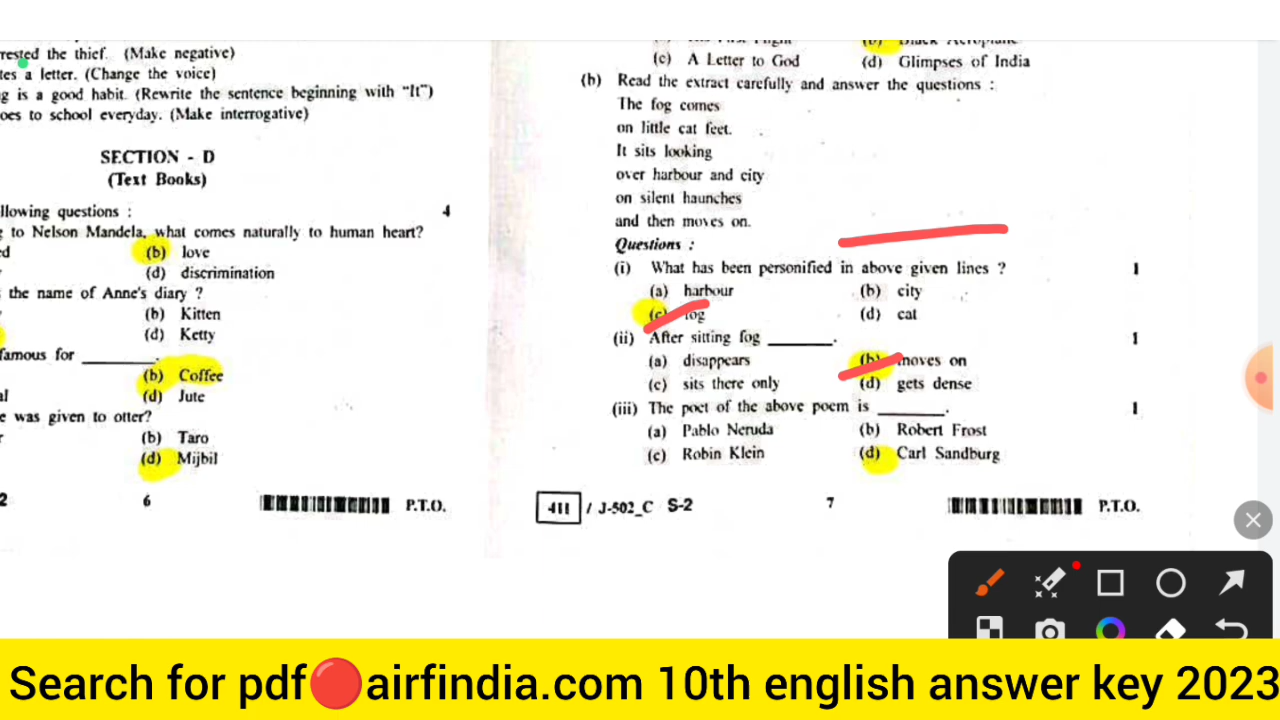 rested the thief. (Make negative)
tes a letter. (Change the voice)
g is a good habit. (Rewrite the sentence beginning with “It”)
oes to school everyday. (Make interrogative)
SECTION - D
(Text Books)
llowing questions : 4
to Nelson Mandela, what comes naturally to human heart?
ed (b) love
(d) discrimination
the name of Anne's diary ?
(b) Kitten
(d) Ketty
famous for ______.
(b) Coffee
al (d) Jute
e was given to otter?
r (b) Taro
(d) Mijbil
2 6 P.T.O.
(b) Black Aeroplane
(c) A Letter to God (d) Glimpses of India
(b) Read the extract carefully and answer the questions :
The fog comes
on little cat feet.
It sits looking
over harbour and city
on silent haunches
and then moves on.
Questions :
(i) What has been personified in above given lines ? 1
(a) harbour (b) city
(c) fog (d) cat
(ii) After sitting fog ______. 1
(a) disappears (b) moves on
(c) sits there only (d) gets dense
(iii) The poet of the above poem is ______. 1
(a) Pablo Neruda (b) Robert Frost
(c) Robin Klein (d) Carl Sandburg
411 / J-502_C S-2 7 P.T.O.
Search for pdf🔴airfindia.com 10th english answer key 2023